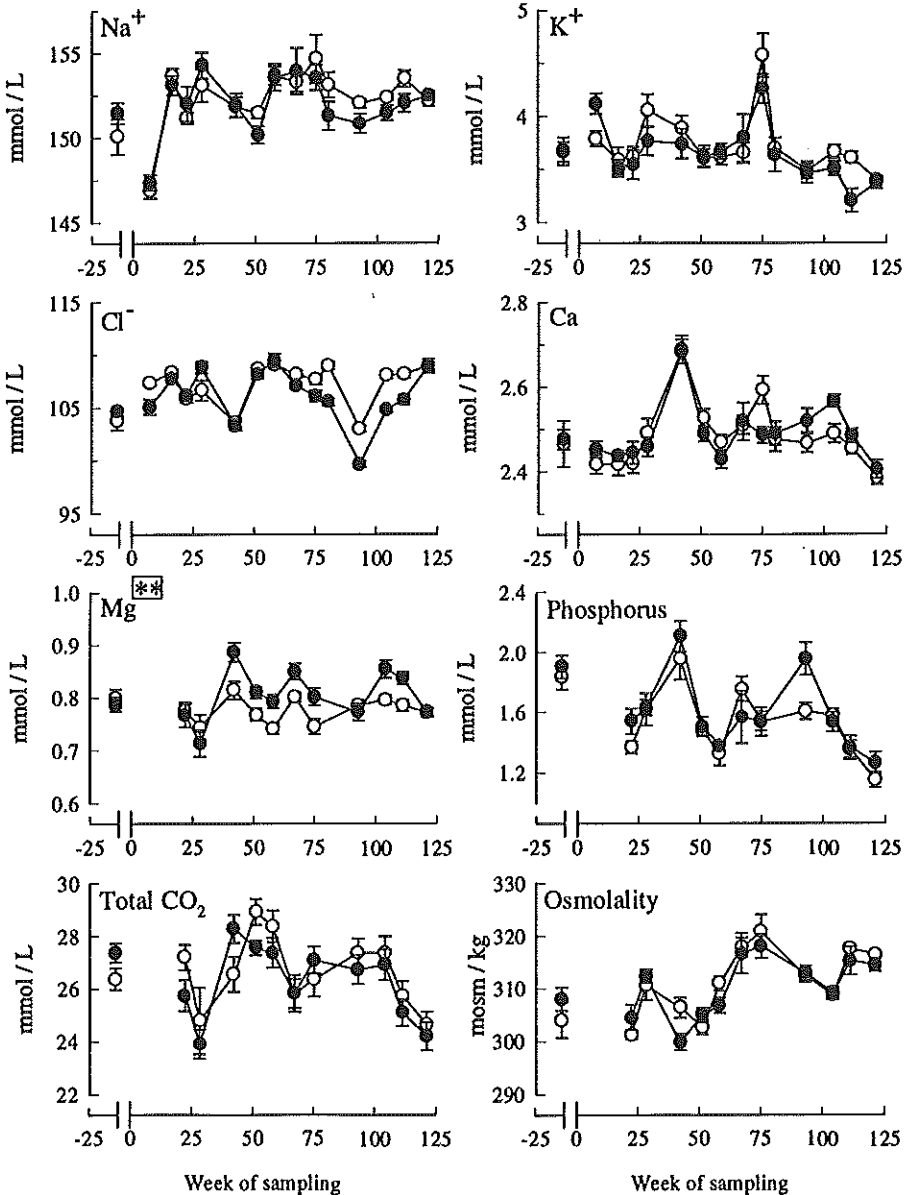 Na+ K+
155 5
mmol / L mmol / L
150 4
145 3
-25 0 25 50 75 100 125 -25 0 25 50 75 100 125
115 2.8
Cl- Ca
mmol / L mmol / L
2.6
105
2.4
95
-25 0 25 50 75 100 125 -25 0 25 50 75 100 125
**
1.0 2.4
Mg Phosphorus
0.9 2.0
mmol / L mmol / L
0.8
1.6
0.7
1.2
0.6
-25 0 25 50 75 100 125 -25 0 25 50 75 100 125
30 330
Total CO2 Osmolality
28 320
mmol / L mosm / kg
26 310
24 300
22 290
-25 0 25 50 75 100 125 -25 0 25 50 75 100 125
Week of sampling Week of sampling